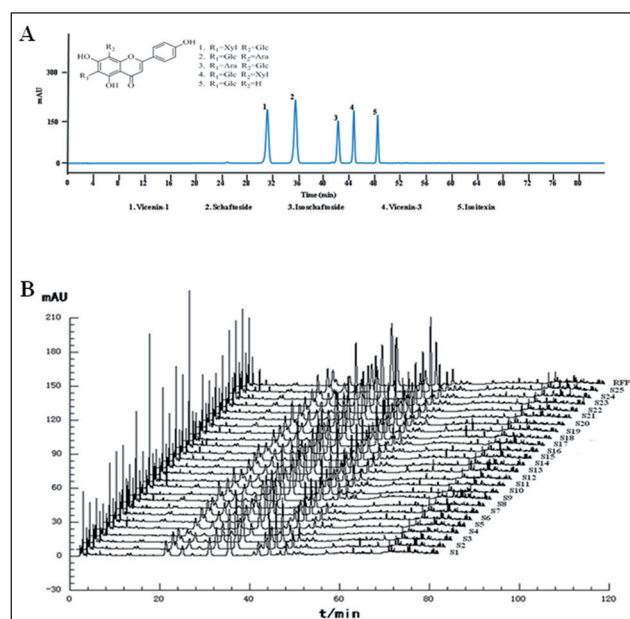 A
R₂ OH
HO
R₁
OH O
1. R₁=Xyl R₂=Glc
2. R₁=Glc R₂=Ara
3. R₁=Ara R₂=Glc
4. R₁=Glc R₂=Xyl
5. R₁=Glc R₂=H
mAU
300
150
0
1 2 3 4 5
0 4 8 12 16 20 24 28 32 36 40 44 48 52 56 60 64 68 72 76 80
Time (min)
1.Vicenin-1 2.Schaftoside 3.Isoschaftoside 4.Vicenin-3 5.Isoitexin
B
mAU
210
180
150
120
90
60
30
0
-30
RFP
S25
S24
S23
S22
S21
S20
S19
S18
S17
S16
S15
S14
S13
S12
S11
S10
S9
S8
S7
S6
S5
S4
S3
S2
S1
0 20 40 60 80 100 120
t/min